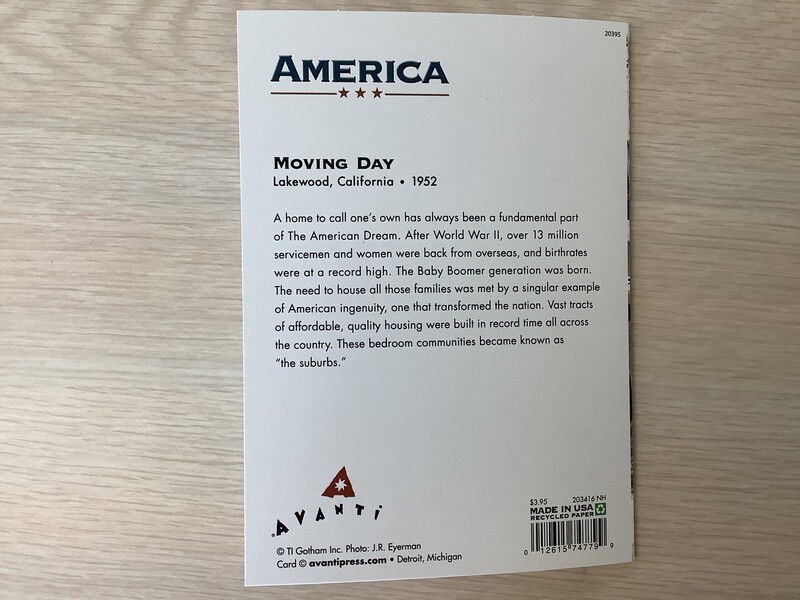 20395
AMERICA
MOVING DAY
Lakewood, California • 1952
A home to call one's own has always been a fundamental part
of The American Dream. After World War II, over 13 million
servicemen and women were back from overseas, and birthrates
were at a record high. The Baby Boomer generation was born.
The need to house all those families was met by a singular example
of American ingenuity, one that transformed the nation. Vast tracts
of affordable, quality housing were built in record time all across
the country. These bedroom communities became known as
“the suburbs.”
AVANTi
© TI Gotham Inc. Photo: J.R. Eyerman
Card © avantipress.com • Detroit, Michigan
$3.95 203416 NH
MADE IN USA
RECYCLED PAPER
0 12615 74779 9